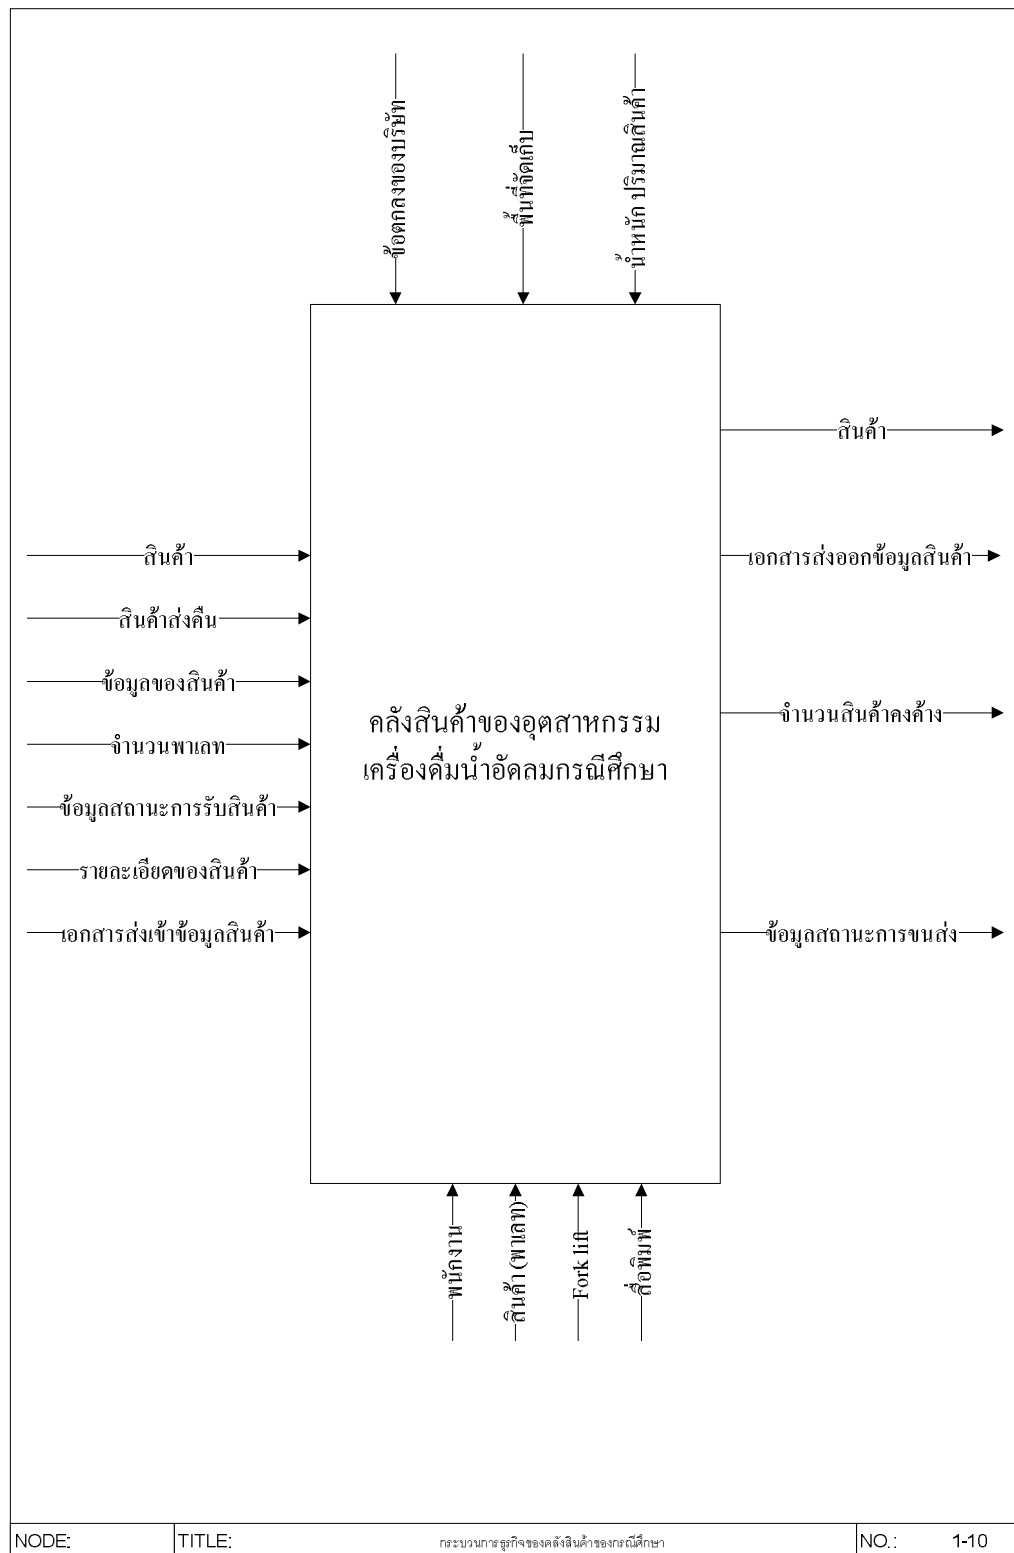 ข้อตกลงของบริษัท
พื้นที่จัดเก็บ
น้ำหนัก ปริมาณสินค้า
สินค้า
สินค้า
เอกสารส่งออกข้อมูลสินค้า
สินค้าส่งคืน
ข้อมูลของสินค้า
จำนวนสินค้าคงค้าง
คลังสินค้าของอุตสาหกรรม
เครื่องดื่มน้ำอัดลมกรณีศึกษา
จำนวนพาเลท
ข้อมูลสถานะการรับสินค้า
รายละเอียดของสินค้า
เอกสารส่งเข้าข้อมูลสินค้า
ข้อมูลสถานะการขนส่ง
พนักงาน
สินค้า (พาเลท)
Fork lift
สื่อพิมพ์
NODE:
TITLE:
กระบวนการธุรกิจของคลังสินค้าของกรณีศึกษา
NO.: 1-10